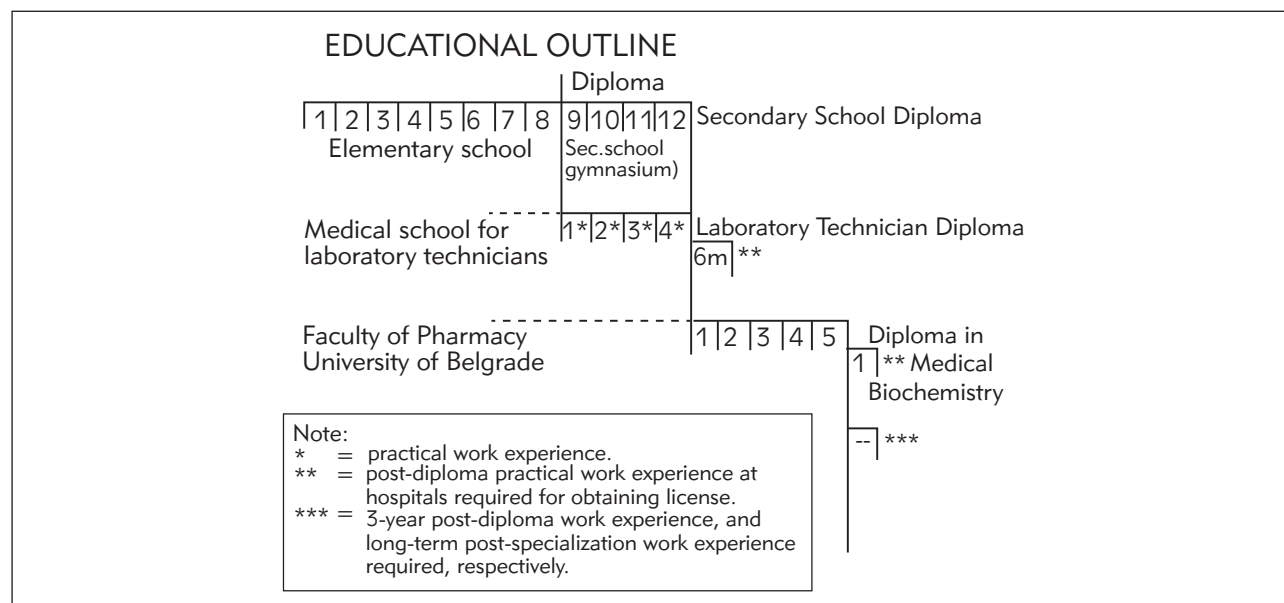 EDUCATIONAL OUTLINE
Diploma
1 2 3 4 5 6 7 8 9 10 11 12 Secondary School Diploma
Elementary school
Sec.school
gymnasium)
Medical school for
laboratory technicians
1* 2* 3* 4* Laboratory Technician Diploma
6m **
Faculty of Pharmacy
University of Belgrade
1 2 3 4 5 Diploma in
1 ** Medical
Biochemistry
-- ***
Note:
* = practical work experience.
** = post-diploma practical work experience at
hospitals required for obtaining license.
*** = 3-year post-diploma work experience, and
long-term post-specialization work experience
required, respectively.